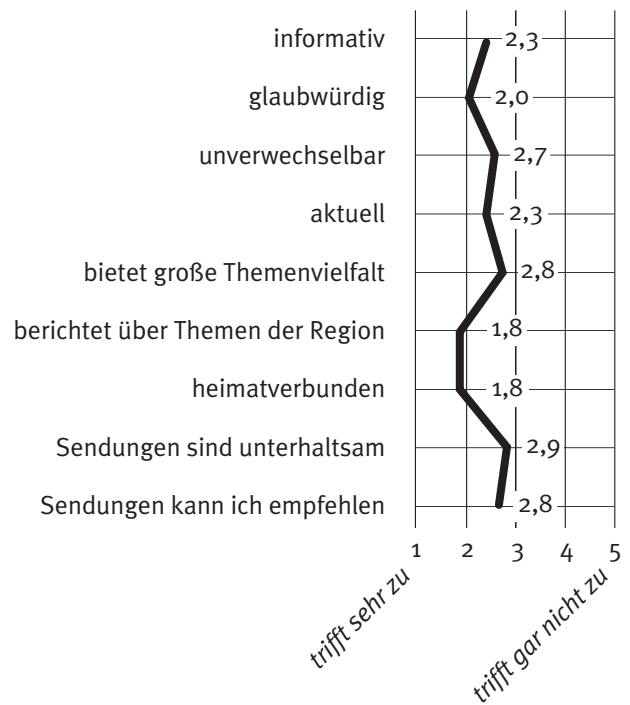 informativ 2,3
glaubwürdig 2,0
unverwechselbar 2,7
aktuell 2,3
bietet große Themenvielfalt 2,8
berichtet über Themen der Region 1,8
heimatverbunden 1,8
Sendungen sind unterhaltsam 2,9
Sendungen kann ich empfehlen 2,8
1 2 3 4 5
trifft sehr zu
trifft gar nicht zu